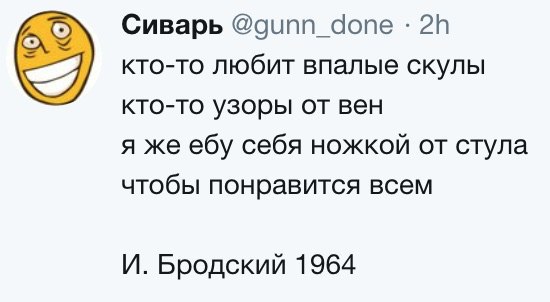 Сиварь @gunn_done · 2h
кто-то любит впалые скулы
кто-то узоры от вен
я же ебу себя ножкой от стула
чтобы понравится всем
И. Бродский 1964